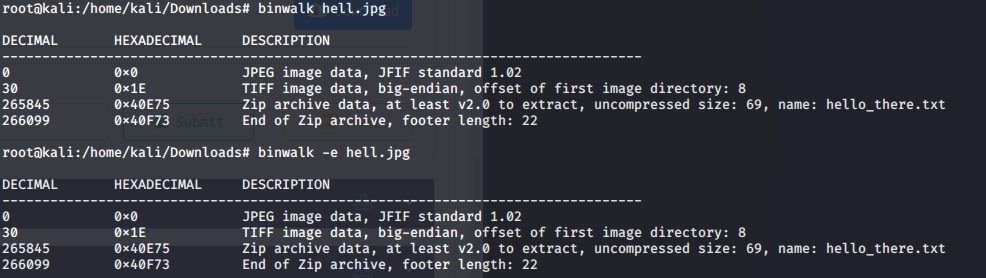 root@kali:/home/kali/Downloads# binwalk hell.jpg
DECIMAL HEXADECIMAL DESCRIPTION
--------------------------------------------------------------------------------
0 0x0 JPEG image data, JFIF standard 1.02
30 0x1E TIFF image data, big-endian, offset of first image directory: 8
265845 0x40E75 Zip archive data, at least v2.0 to extract, uncompressed size: 69, name: hello_there.txt
266099 0x40F73 End of Zip archive, footer length: 22
Submit
root@kali:/home/kali/Downloads# binwalk -e hell.jpg
DECIMAL HEXADECIMAL DESCRIPTION
--------------------------------------------------------------------------------
0 0x0 JPEG image data, JFIF standard 1.02
30 0x1E TIFF image data, big-endian, offset of first image directory: 8
265845 0x40E75 Zip archive data, at least v2.0 to extract, uncompressed size: 69, name: hello_there.txt
266099 0x40F73 End of Zip archive, footer length: 22